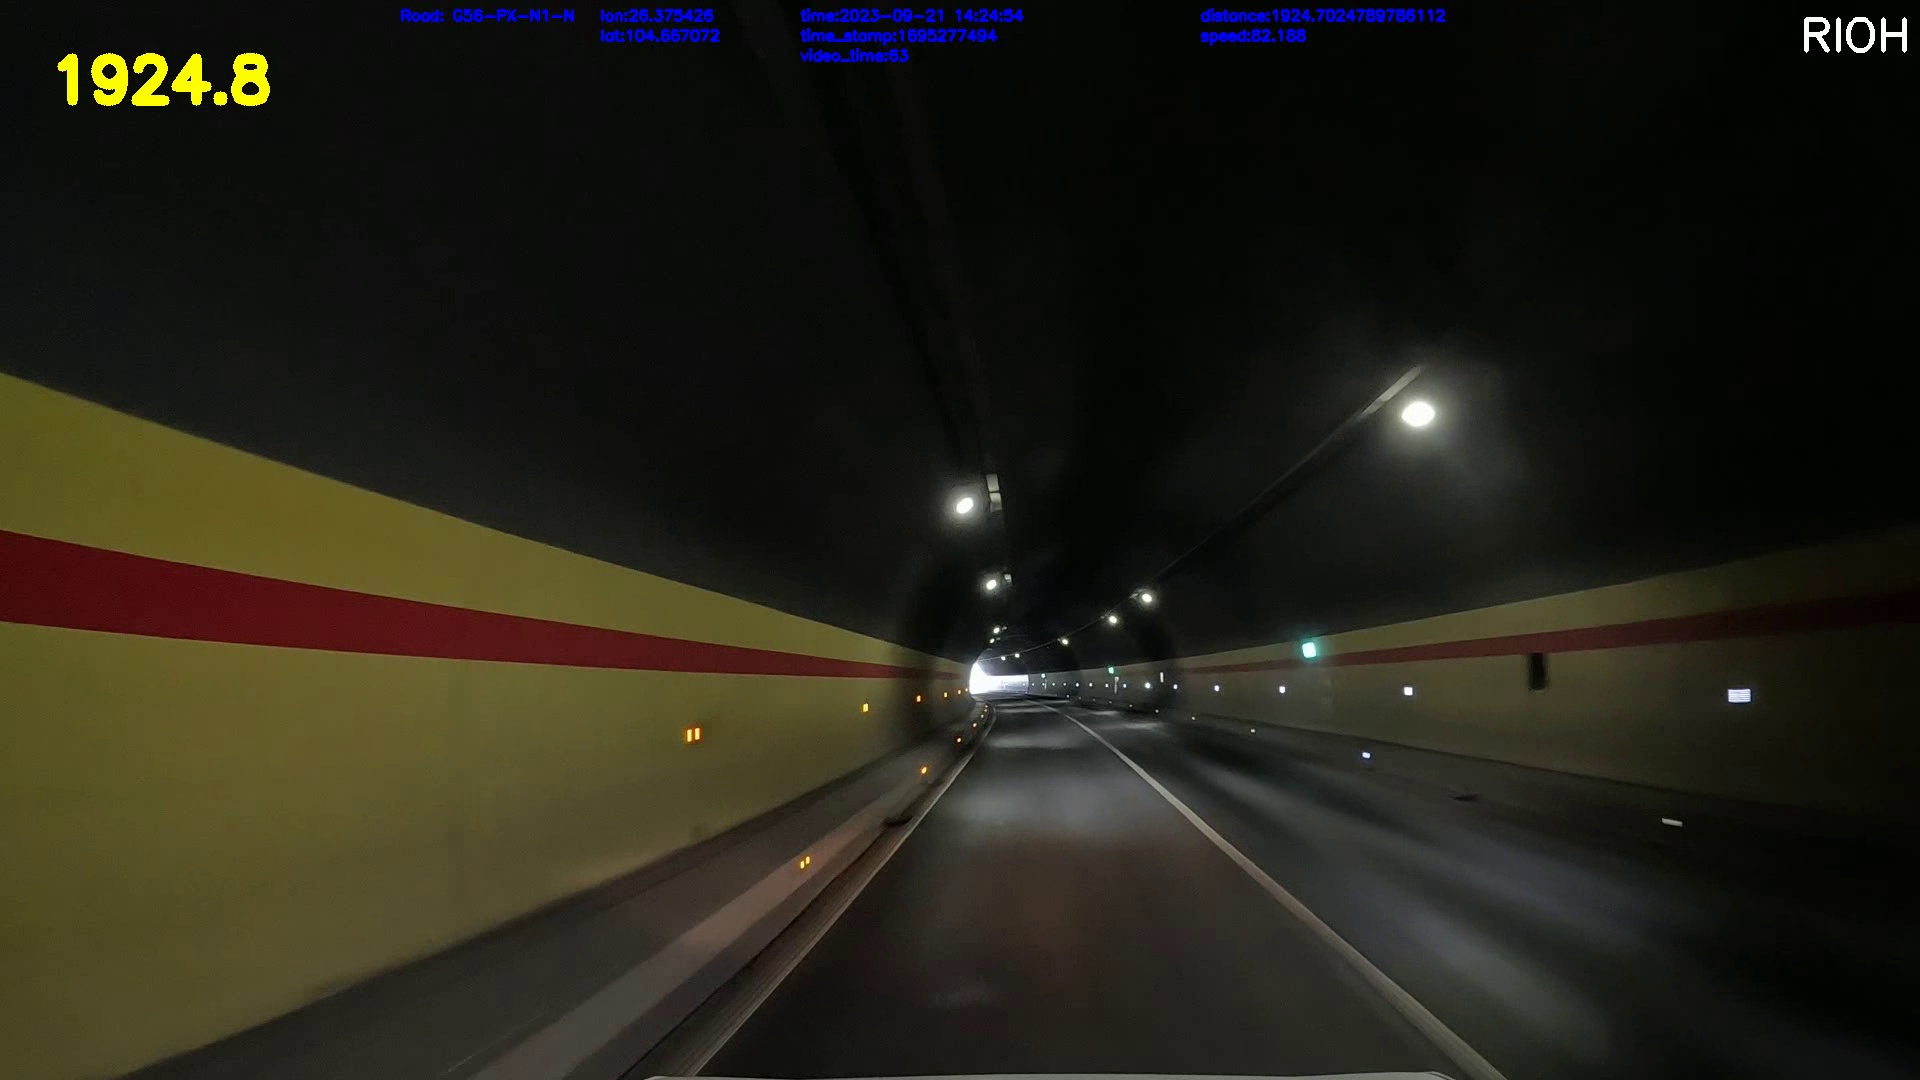 Road: G56-PX-N1-N lon:26.375426 time:2023-09-21 14:24:54 distance:1924.7024789786112
lat:104.667072 time_stamp:1695277494 speed:82.188
video_time:63
RIOH
1924.8